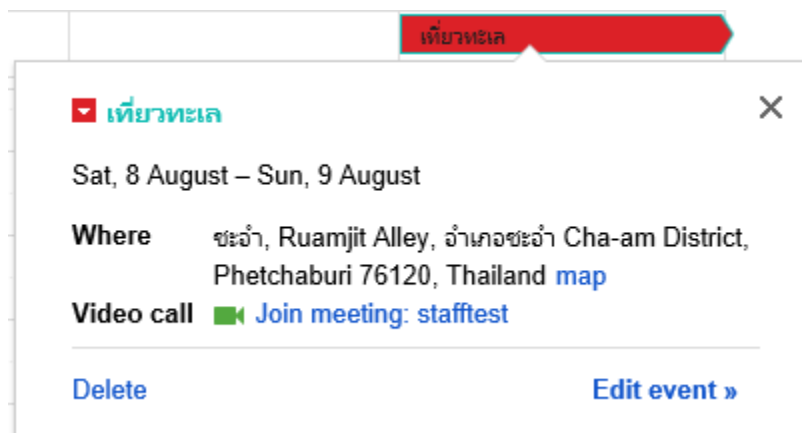 เที่ยวทะเล
เที่ยวทะเล
Sat, 8 August – Sun, 9 August
Where ชะอำ, Ruamjit Alley, อำเภอชะอำ Cha-am District,
Phetchaburi 76120, Thailand map
Video call Join meeting: stafftest
Delete Edit event »